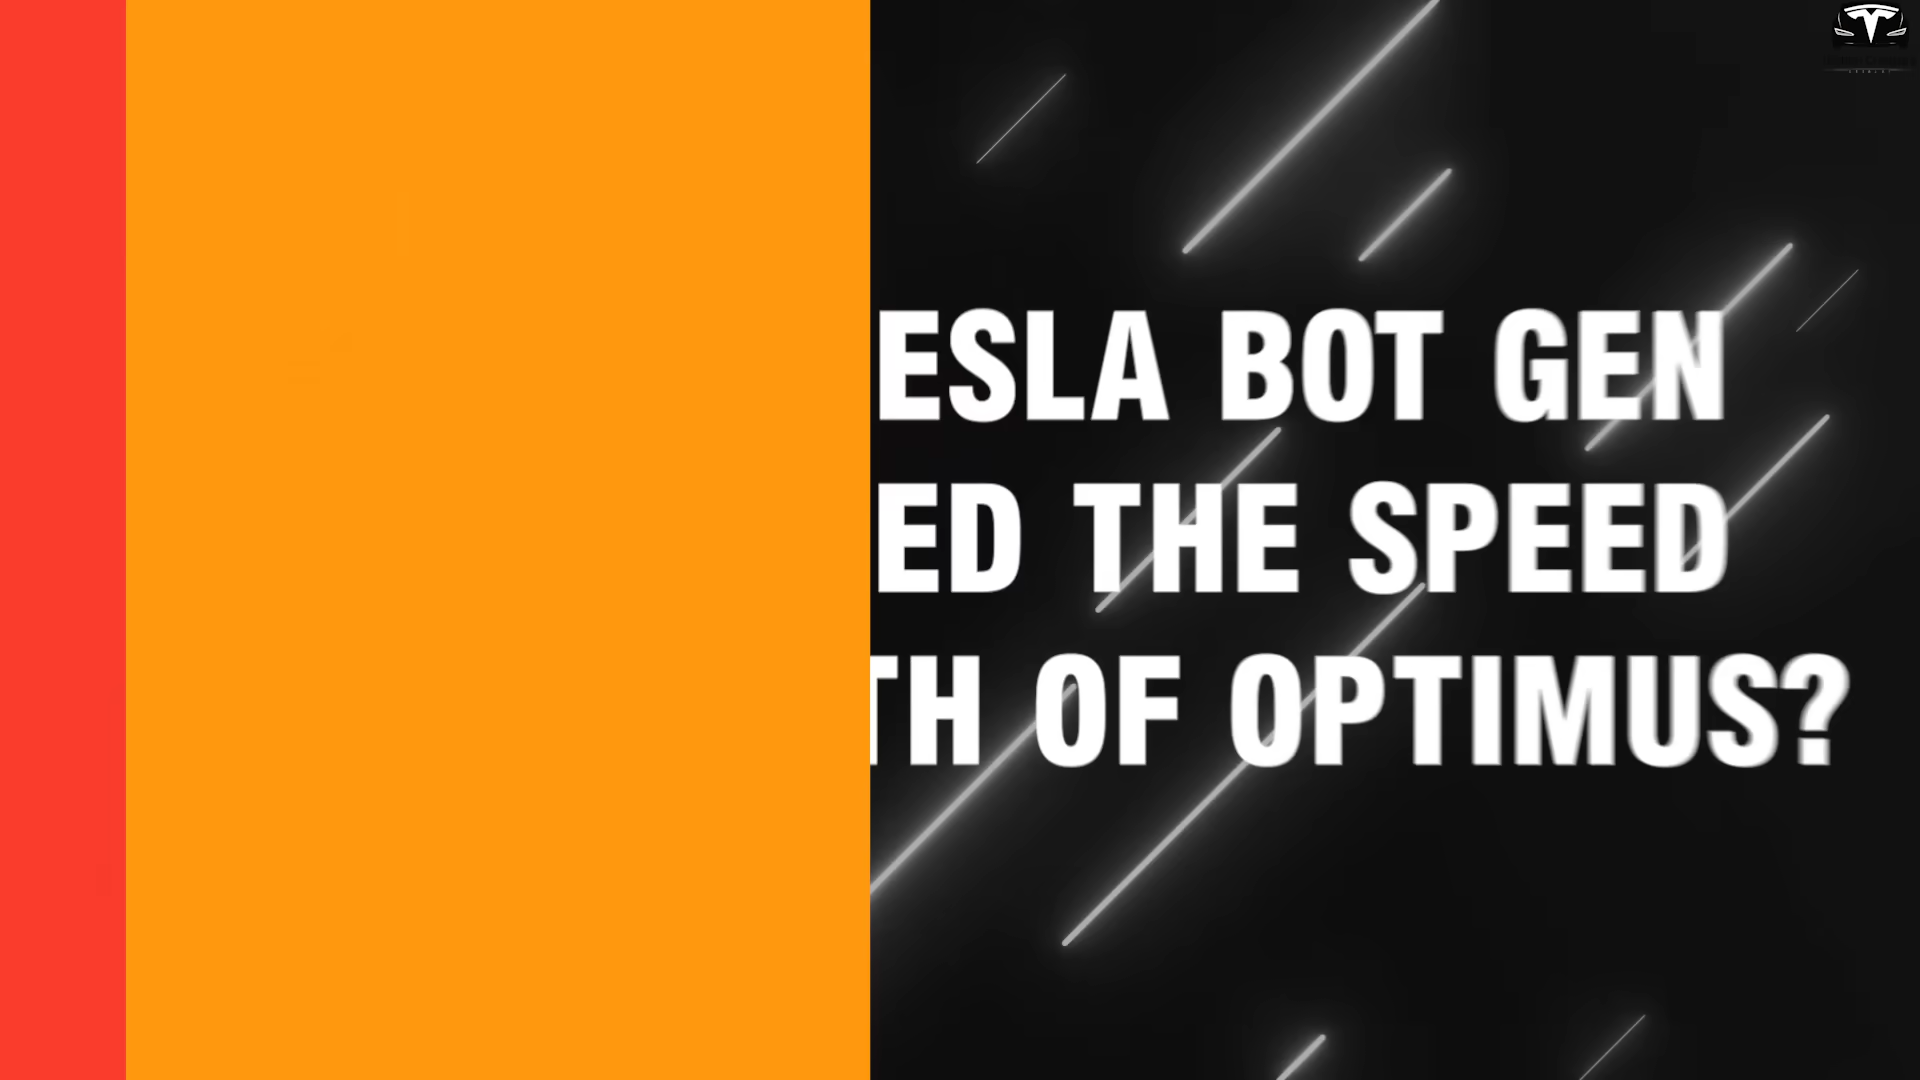 ESLA BOT GEN
ED THE SPEED
TH OF OPTIMUS?